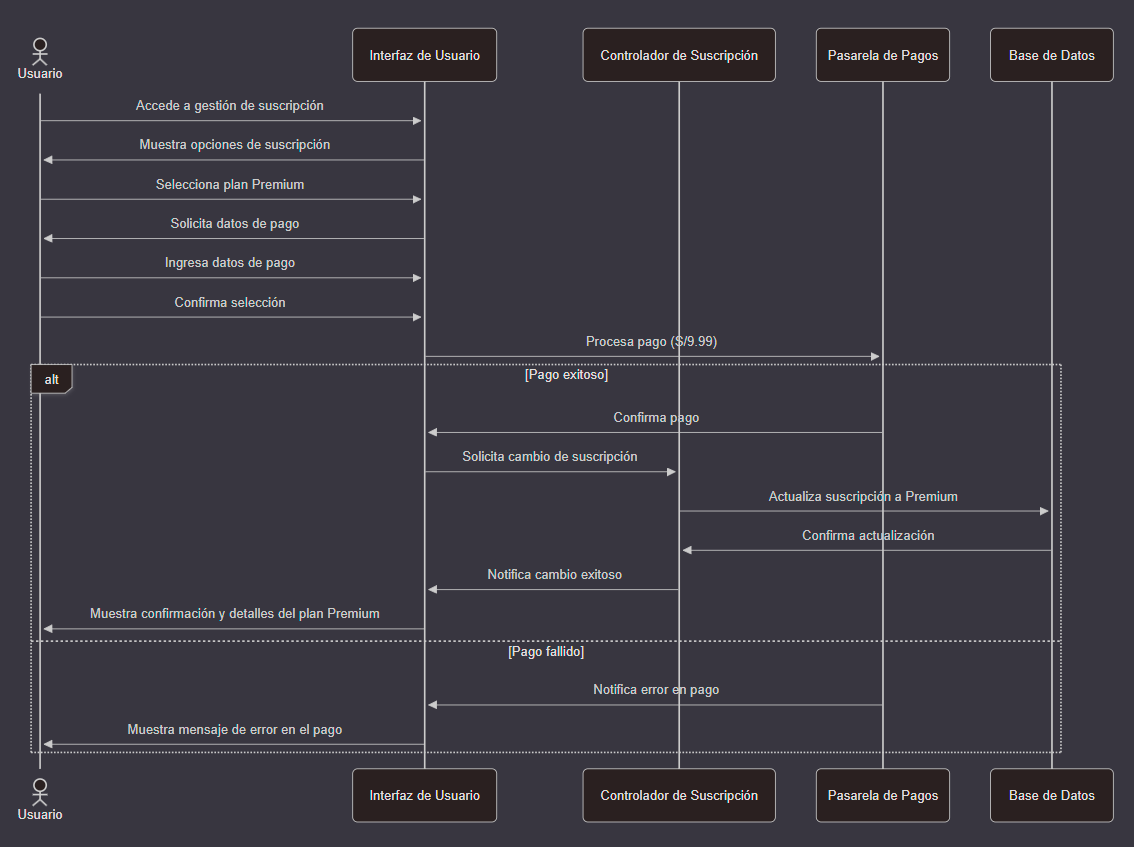 Usuario
Interfaz de Usuario
Controlador de Suscripción
Pasarela de Pagos
Base de Datos
Accede a gestión de suscripción
Muestra opciones de suscripción
Selecciona plan Premium
Solicita datos de pago
Ingresa datos de pago
Confirma selección
Procesa pago (S/9.99)
alt
[Pago exitoso]
Confirma pago
Solicita cambio de suscripción
Actualiza suscripción a Premium
Confirma actualización
Notifica cambio exitoso
Muestra confirmación y detalles del plan Premium
[Pago fallido]
Notifica error en pago
Muestra mensaje de error en el pago
Usuario
Interfaz de Usuario
Controlador de Suscripción
Pasarela de Pagos
Base de Datos